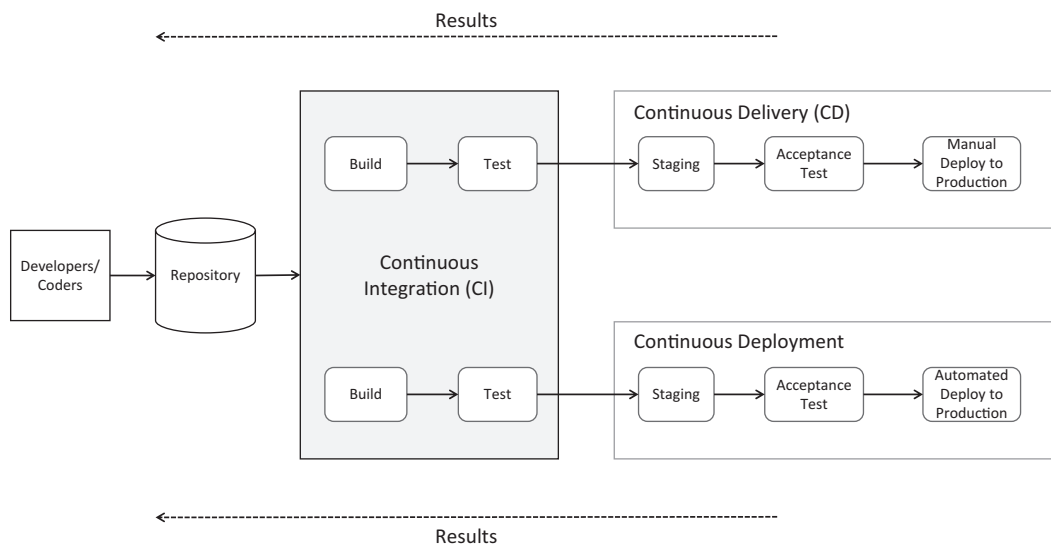 Results
Continuous Delivery (CD)
Build
Test
Staging
Acceptance
Test
Manual
Deploy to
Production
Developers/
Coders
Repository
Continuous
Integration (CI)
Continuous Deployment
Build
Test
Staging
Acceptance
Test
Automated
Deploy to
Production
Results